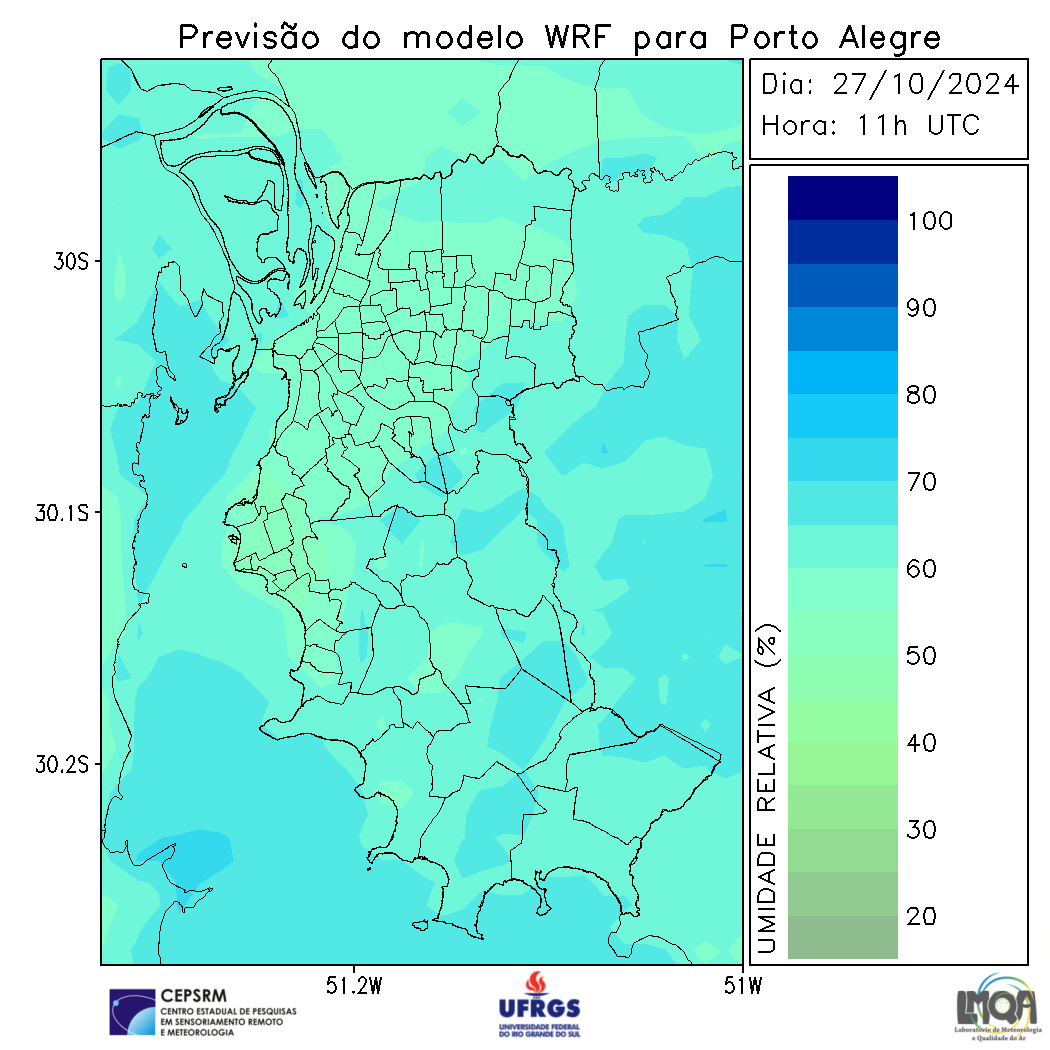 Previsão do modelo WRF para Porto Alegre
Dia: 27/10/2024
Hora: 11h UTC
30S
30.1S
30.2S
51.2W
51W
UMIDADE RELATIVA (%)
100
90
80
70
60
50
40
30
20
CEPSRM
CENTRO ESTADUAL DE PESQUISAS
EM SENSORIAMENTO REMOTO
E METEOROLOGIA
UFRGS
UNIVERSIDADE FEDERAL
DO RIO GRANDE DO SUL
LMQA
Laboratório de Meteorologia
e Qualidade do Ar